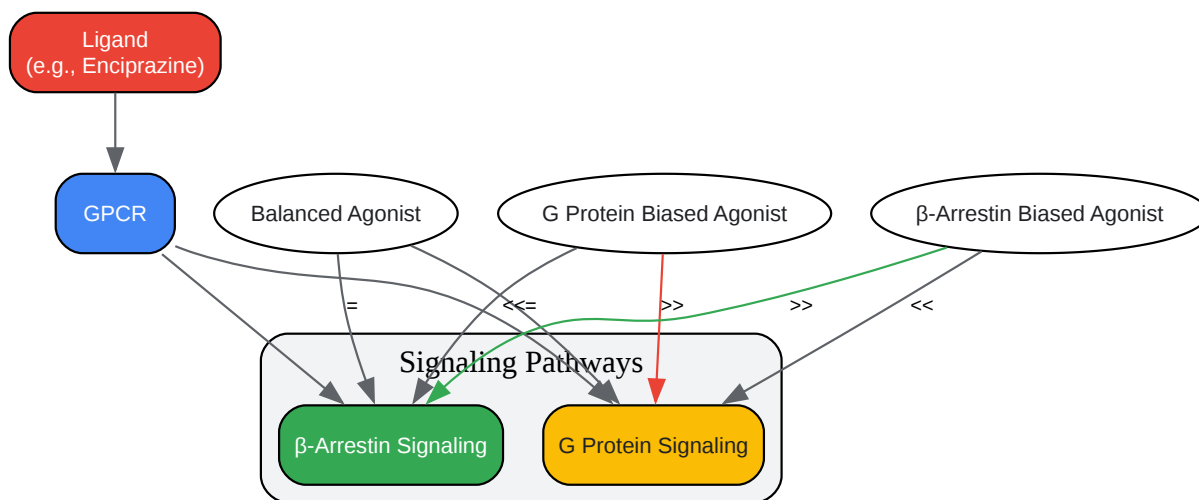 Ligand
(e.g., Enciprazine)
GPCR
Balanced Agonist
G Protein Biased Agonist
β-Arrestin Biased Agonist
=
<<
=
>>
>>
<<
Signaling Pathways
β-Arrestin Signaling
G Protein Signaling